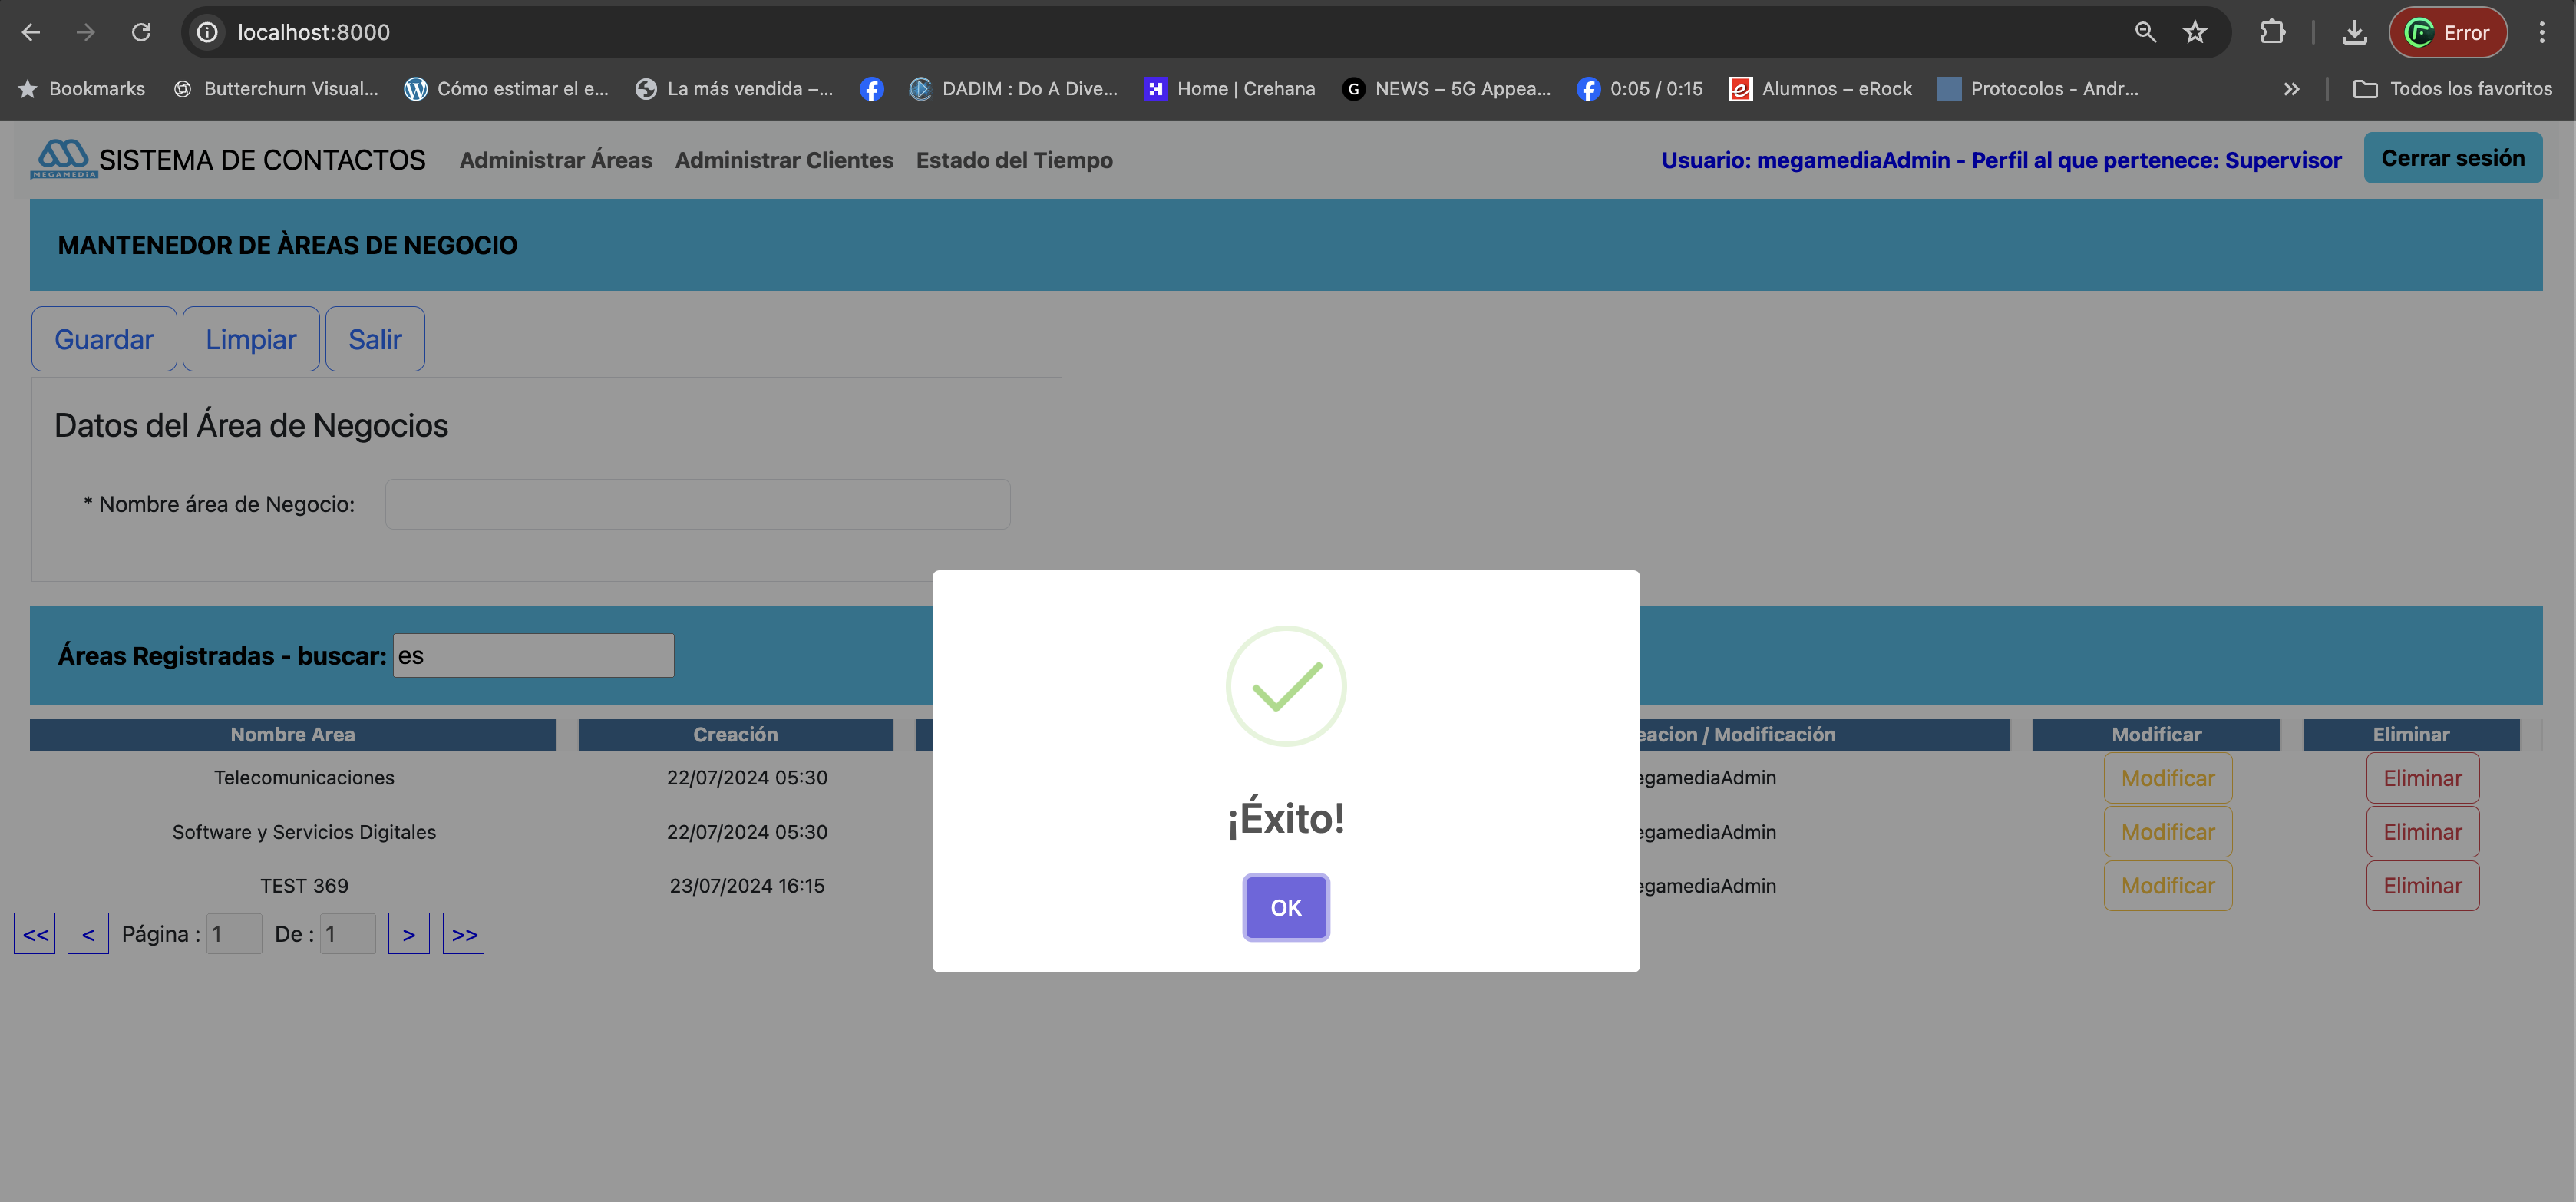 localhost:8000
Error
Bookmarks
Butterchurn Visual...
Cómo estimar el e...
La más vendida –...
DADIM : Do A Dive...
Home | Crehana
NEWS – 5G Appea...
0:05 / 0:15
Alumnos – eRock
Protocolos - Andr...
Todos los favoritos
MEGAMEDIA
SISTEMA DE CONTACTOS
Administrar Áreas
Administrar Clientes
Estado del Tiempo
Usuario: megamediaAdmin - Perfil al que pertenece: Supervisor
Cerrar sesión
MANTENEDOR DE ÀREAS DE NEGOCIO
Guardar
Limpiar
Salir
Datos del Área de Negocios
* Nombre área de Negocio:
Áreas Registradas - buscar: es
Nombre Area
Creación
eacion / Modificación
Modificar
Eliminar
Telecomunicaciones
22/07/2024 05:30
egamediaAdmin
Modificar
Eliminar
Software y Servicios Digitales
22/07/2024 05:30
egamediaAdmin
Modificar
Eliminar
TEST 369
23/07/2024 16:15
egamediaAdmin
Modificar
Eliminar
<< < Página : 1 De : 1 > >>
¡Éxito!
OK